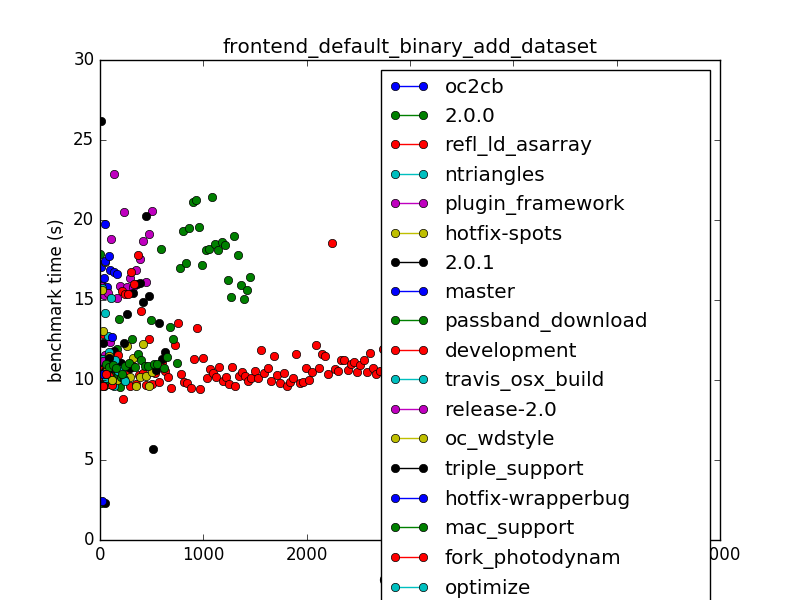 frontend_default_binary_add_dataset
30
25
20
15
10
5
0
benchmark time (s)
0
1000
2000
000
oc2cb
2.0.0
refl_ld_asarray
ntriangles
plugin_framework
hotfix-spots
2.0.1
master
passband_download
development
travis_osx_build
release-2.0
oc_wdstyle
triple_support
hotfix-wrapperbug
mac_support
fork_photodynam
optimize